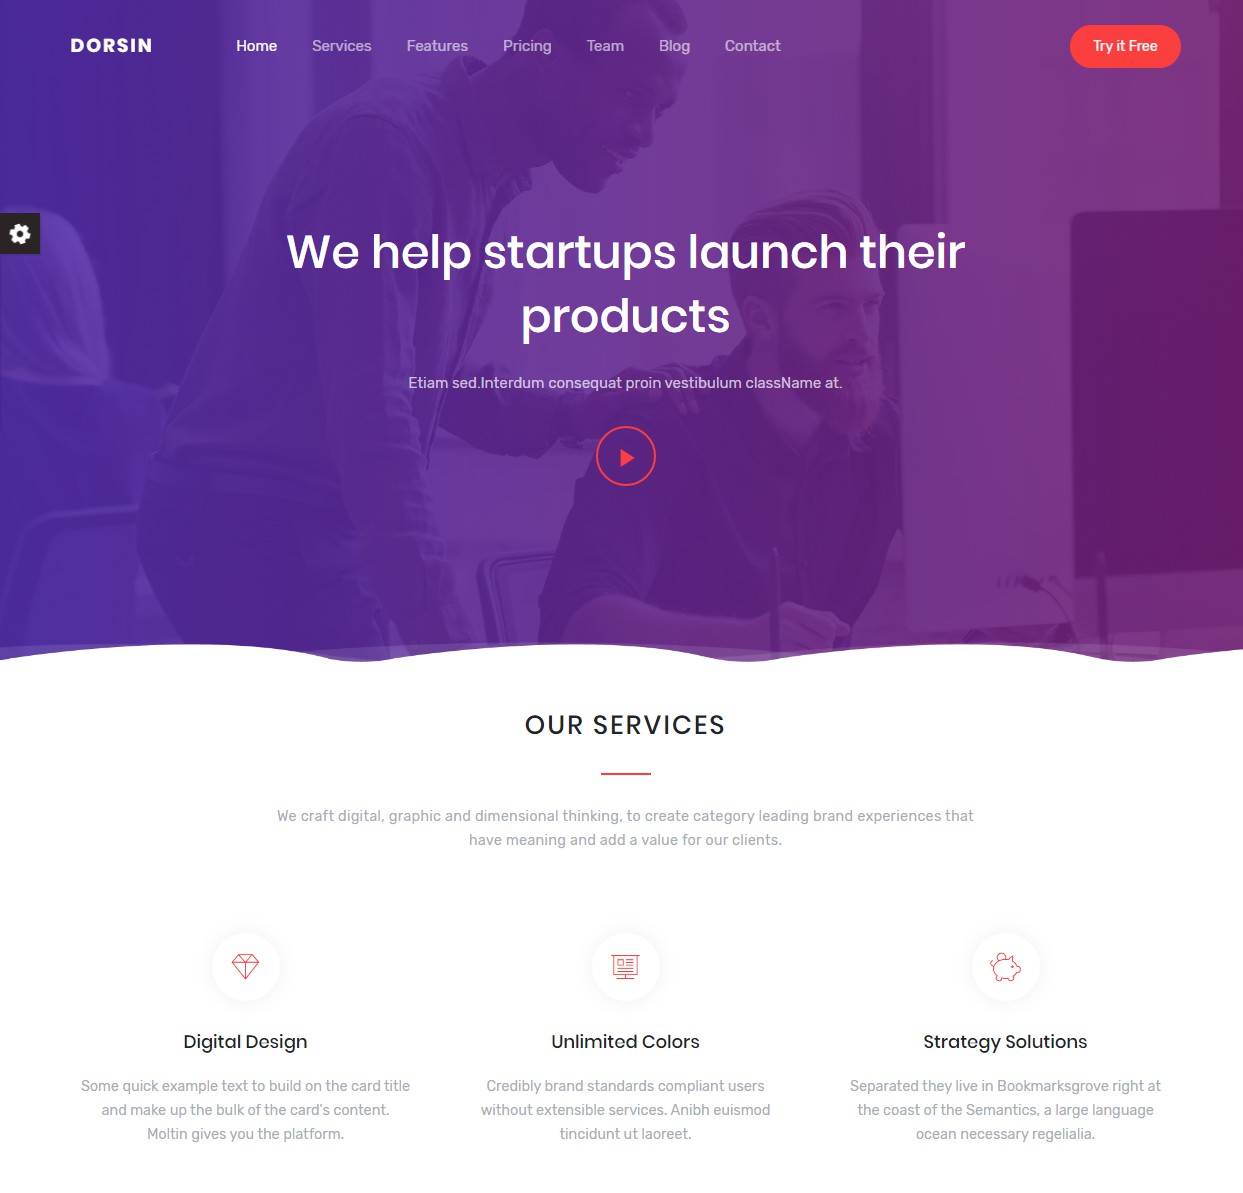 DORSIN
Home Services Features Pricing Team Blog Contact
Try it Free
We help startups launch their
products
Etiam sed.Interdum consequat proin vestibulum className at.
OUR SERVICES
We craft digital, graphic and dimensional thinking, to create category leading brand experiences that
have meaning and add a value for our clients.
Digital Design
Some quick example text to build on the card title
and make up the bulk of the card's content.
Moltin gives you the platform.
Unlimited Colors
Credibly brand standards compliant users
without extensible services. Anibh euismod
tincidunt ut laoreet.
Strategy Solutions
Separated they live in Bookmarksgrove right at
the coast of the Semantics, a large language
ocean necessary regelialia.